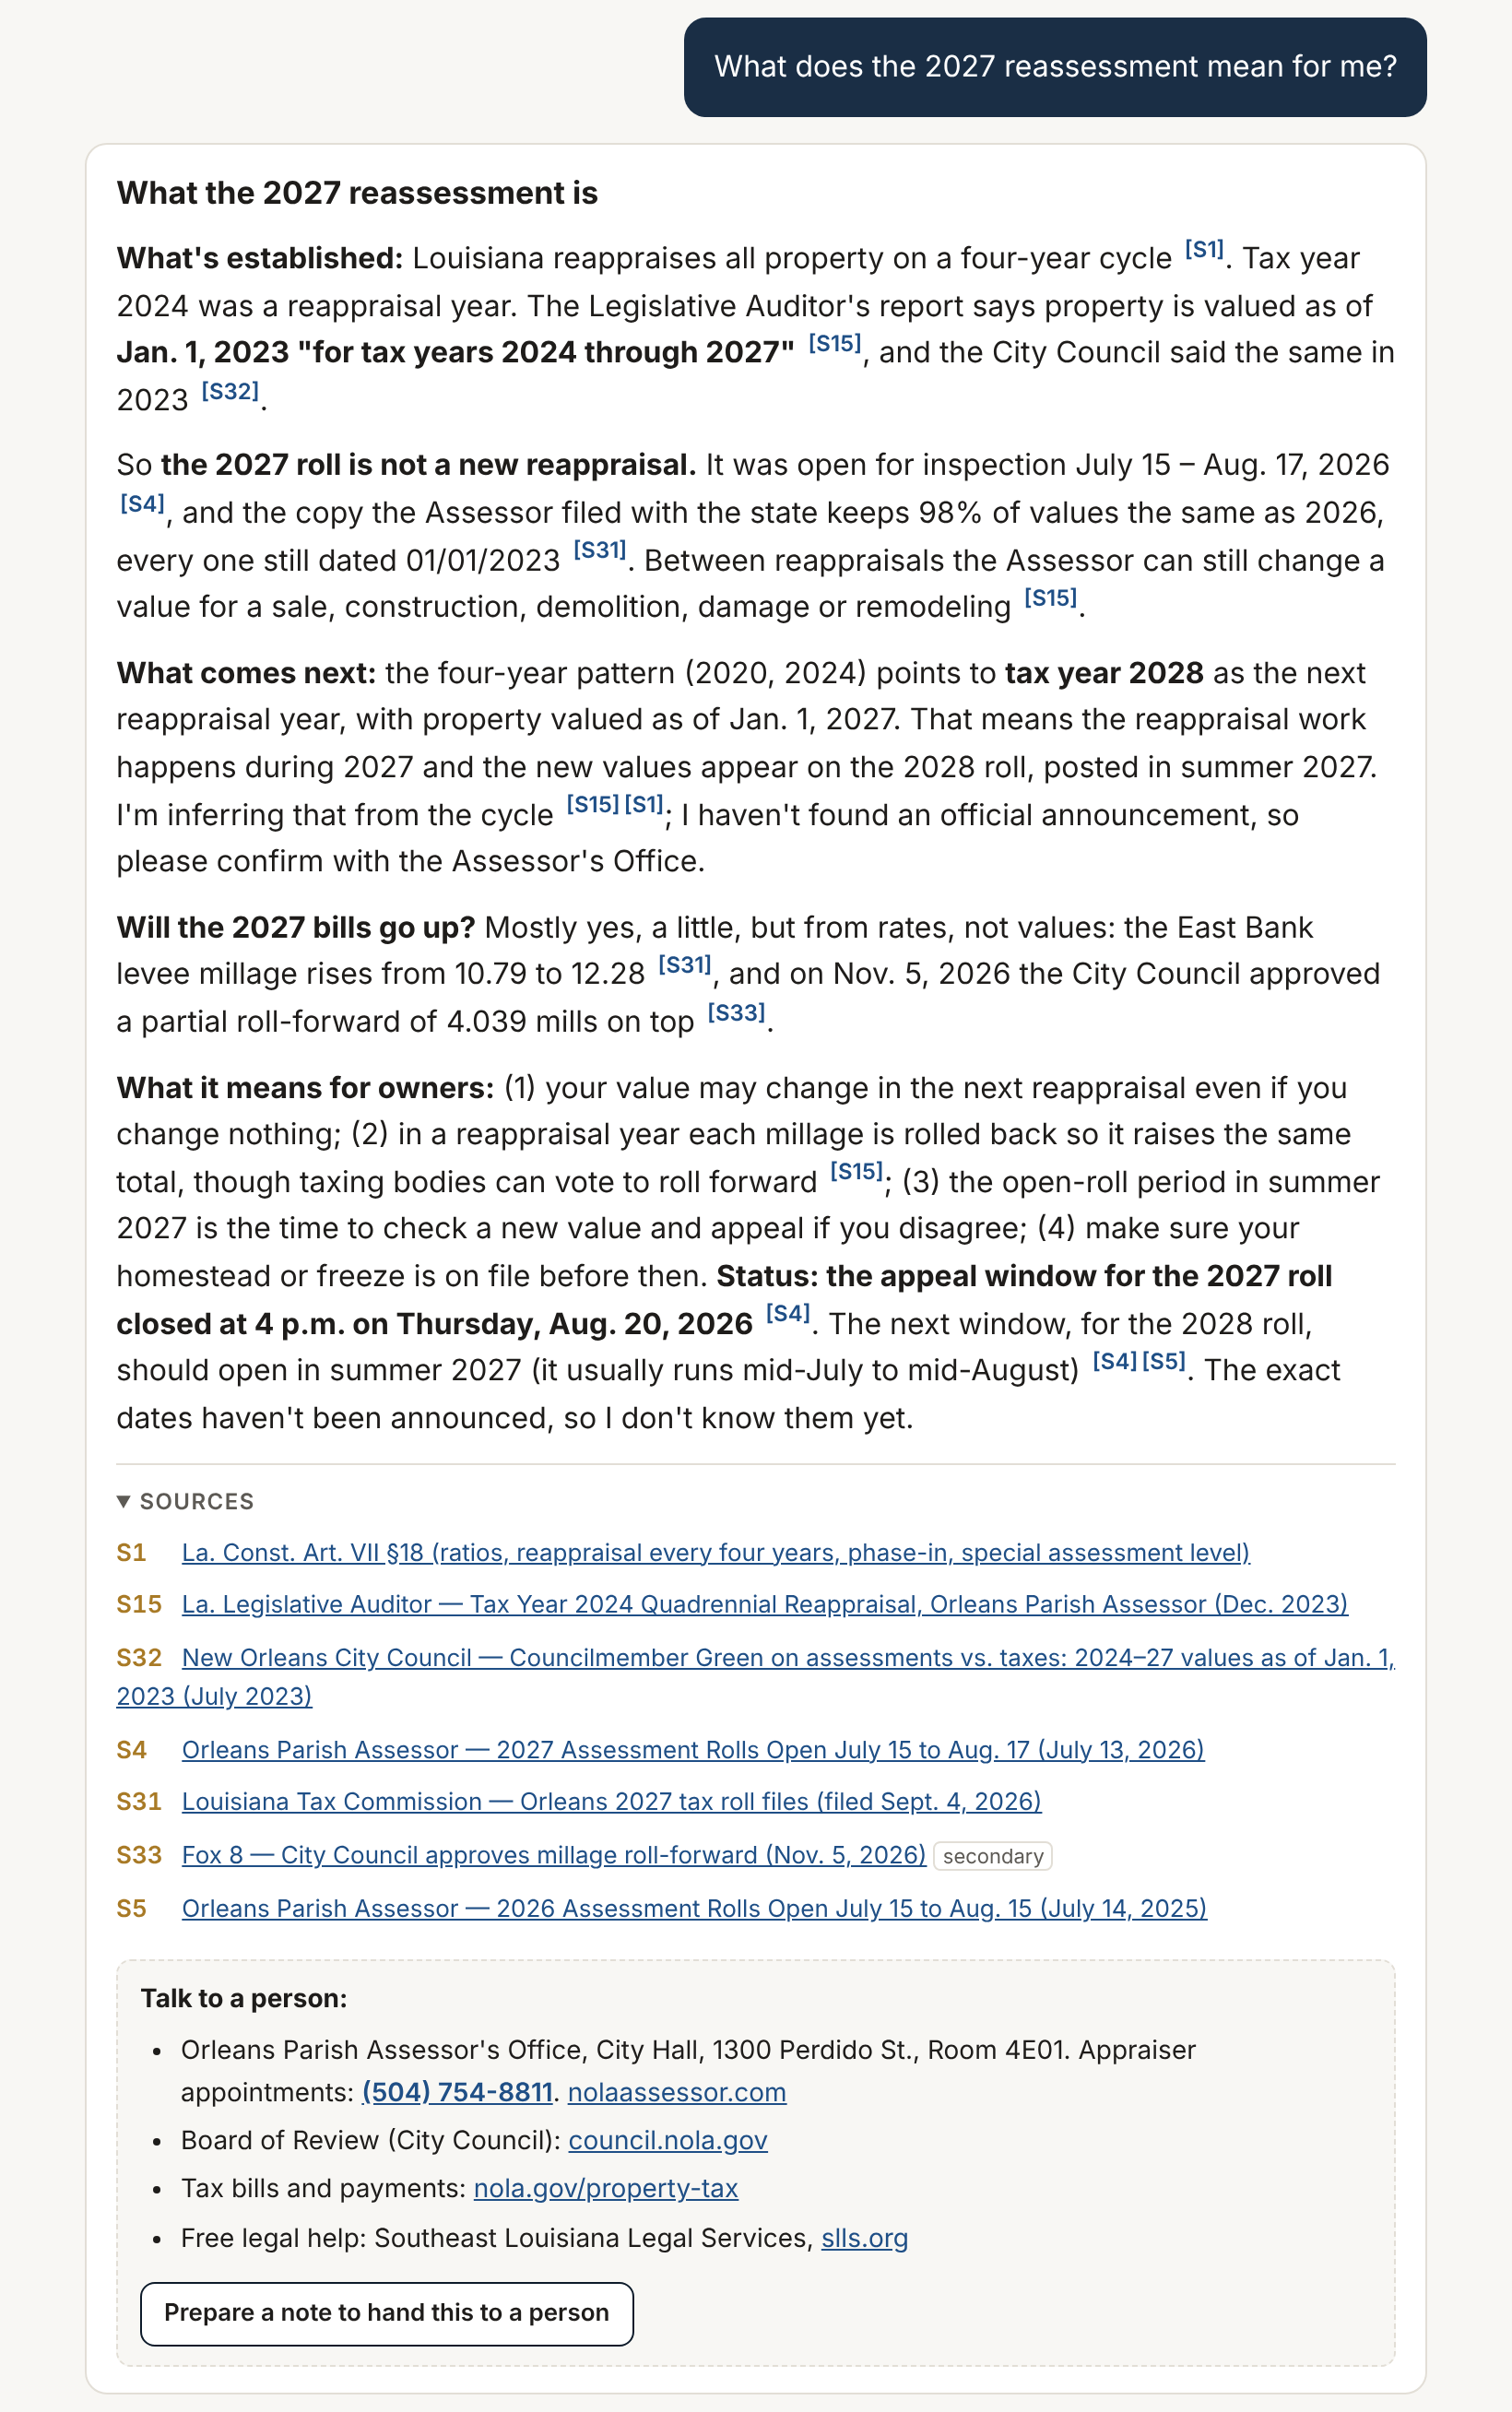 What does the 2027 reassessment mean for me?
What the 2027 reassessment is
What's established: Louisiana reappraises all property on a four-year cycle [S1]. Tax year
2024 was a reappraisal year. The Legislative Auditor's report says property is valued as of
Jan. 1, 2023 "for tax years 2024 through 2027" [S15], and the City Council said the same in
2023 [S32].
So the 2027 roll is not a new reappraisal. It was open for inspection July 15 – Aug. 17, 2026
[S4], and the copy the Assessor filed with the state keeps 98% of values the same as 2026,
every one still dated 01/01/2023 [S31]. Between reappraisals the Assessor can still change a
value for a sale, construction, demolition, damage or remodeling [S15].
What comes next: the four-year pattern (2020, 2024) points to tax year 2028 as the next
reappraisal year, with property valued as of Jan. 1, 2027. That means the reappraisal work
happens during 2027 and the new values appear on the 2028 roll, posted in summer 2027.
I'm inferring that from the cycle [S15] [S1]; I haven't found an official announcement, so
please confirm with the Assessor's Office.
Will the 2027 bills go up? Mostly yes, a little, but from rates, not values: the East Bank
levee millage rises from 10.79 to 12.28 [S31], and on Nov. 5, 2026 the City Council approved
a partial roll-forward of 4.039 mills on top [S33].
What it means for owners: (1) your value may change in the next reappraisal even if you
change nothing; (2) in a reappraisal year each millage is rolled back so it raises the same
total, though taxing bodies can vote to roll forward [S15]; (3) the open-roll period in summer
2027 is the time to check a new value and appeal if you disagree; (4) make sure your
homestead or freeze is on file before then. Status: the appeal window for the 2027 roll
closed at 4 p.m. on Thursday, Aug. 20, 2026 [S4]. The next window, for the 2028 roll,
should open in summer 2027 (it usually runs mid-July to mid-August) [S4] [S5]. The exact
dates haven't been announced, so I don't know them yet.
▼ SOURCES
S1 La. Const. Art. VII §18 (ratios, reappraisal every four years, phase-in, special assessment level)
S15 La. Legislative Auditor — Tax Year 2024 Quadrennial Reappraisal, Orleans Parish Assessor (Dec. 2023)
S32 New Orleans City Council — Councilmember Green on assessments vs. taxes: 2024–27 values as of Jan. 1,
2023 (July 2023)
S4 Orleans Parish Assessor — 2027 Assessment Rolls Open July 15 to Aug. 17 (July 13, 2026)
S31 Louisiana Tax Commission — Orleans 2027 tax roll files (filed Sept. 4, 2026)
S33 Fox 8 — City Council approves millage roll-forward (Nov. 5, 2026) secondary
S5 Orleans Parish Assessor — 2026 Assessment Rolls Open July 15 to Aug. 15 (July 14, 2025)
Talk to a person:
• Orleans Parish Assessor's Office, City Hall, 1300 Perdido St., Room 4E01. Appraiser
appointments: (504) 754-8811. nolaassessor.com
• Board of Review (City Council): council.nola.gov
• Tax bills and payments: nola.gov/property-tax
• Free legal help: Southeast Louisiana Legal Services, slls.org
Prepare a note to hand this to a person